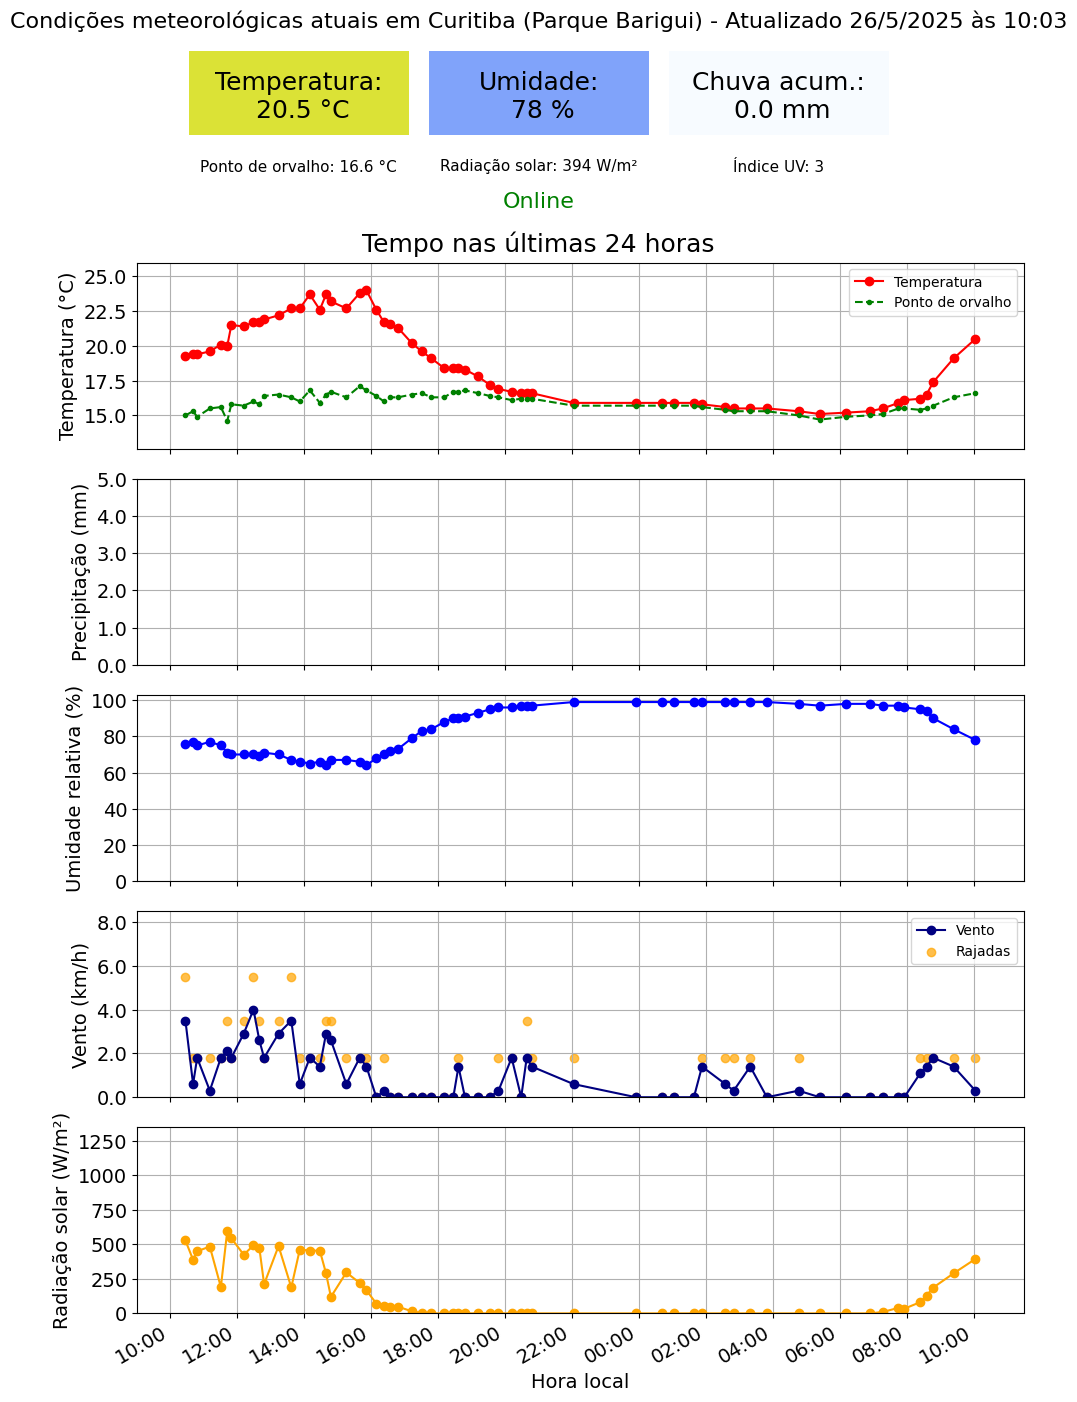 Condições meteorológicas atuais em Curitiba (Parque Barigui) - Atualizado 26/5/2025 às 10:03
Temperatura:
20.5 °C
Umidade:
78 %
Chuva acum.:
0.0 mm
Ponto de orvalho: 16.6 °C
Radiação solar: 394 W/m²
Índice UV: 3
Online
Tempo nas últimas 24 horas
Temperatura (°C)
25.0
22.5
20.0
17.5
15.0
Temperatura
Ponto de orvalho
Precipitação (mm)
5.0
4.0
3.0
2.0
1.0
0.0
Umidade relativa (%)
100
80
60
40
20
0
Vento (km/h)
8.0
6.0
4.0
2.0
0.0
Vento
Rajadas
Radiação solar (W/m²)
1250
1000
750
500
250
0
10:00
12:00
14:00
16:00
18:00
20:00
22:00
00:00
02:00
04:00
06:00
08:00
10:00
Hora local